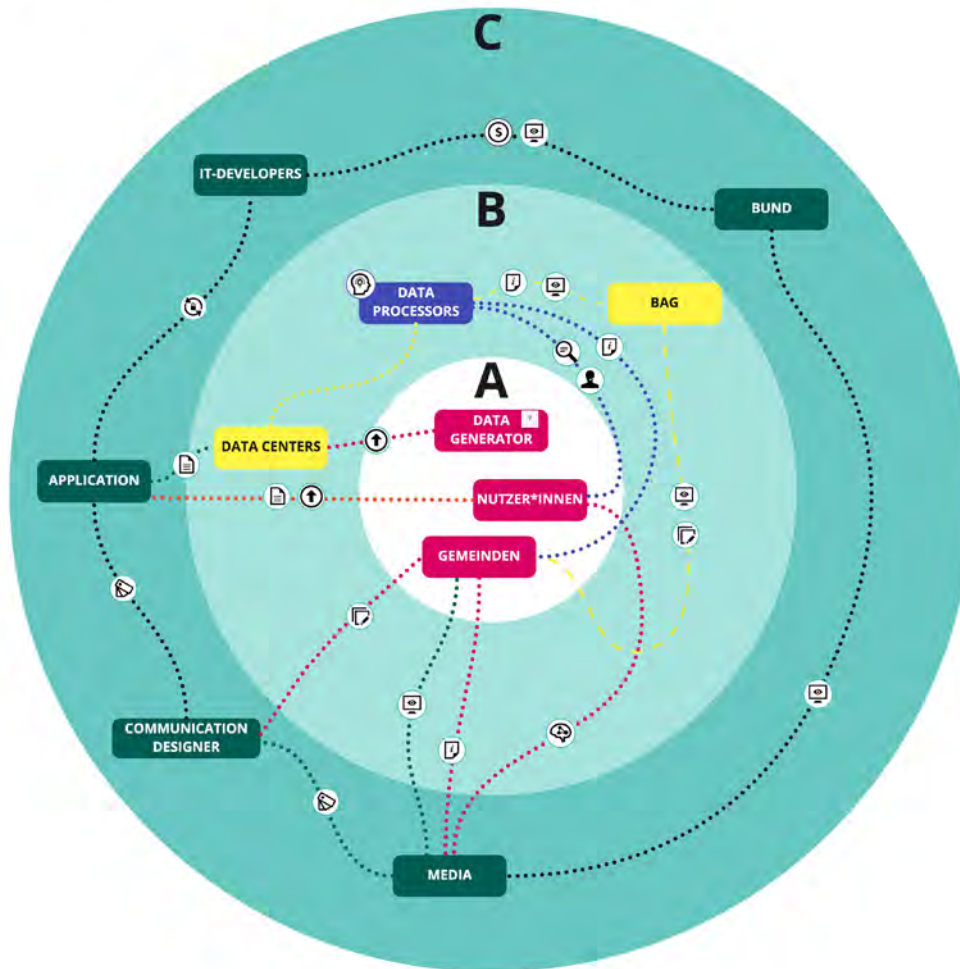 C
IT-DEVELOPERS
$
BUND
B
DATA
PROCESSORS
i
BAG
i
A
DATA
GENERATOR
DATA CENTERS
APPLICATION
NUTZER*INNEN
GEMEINDEN
COMMUNICATION
DESIGNER
i
MEDIA